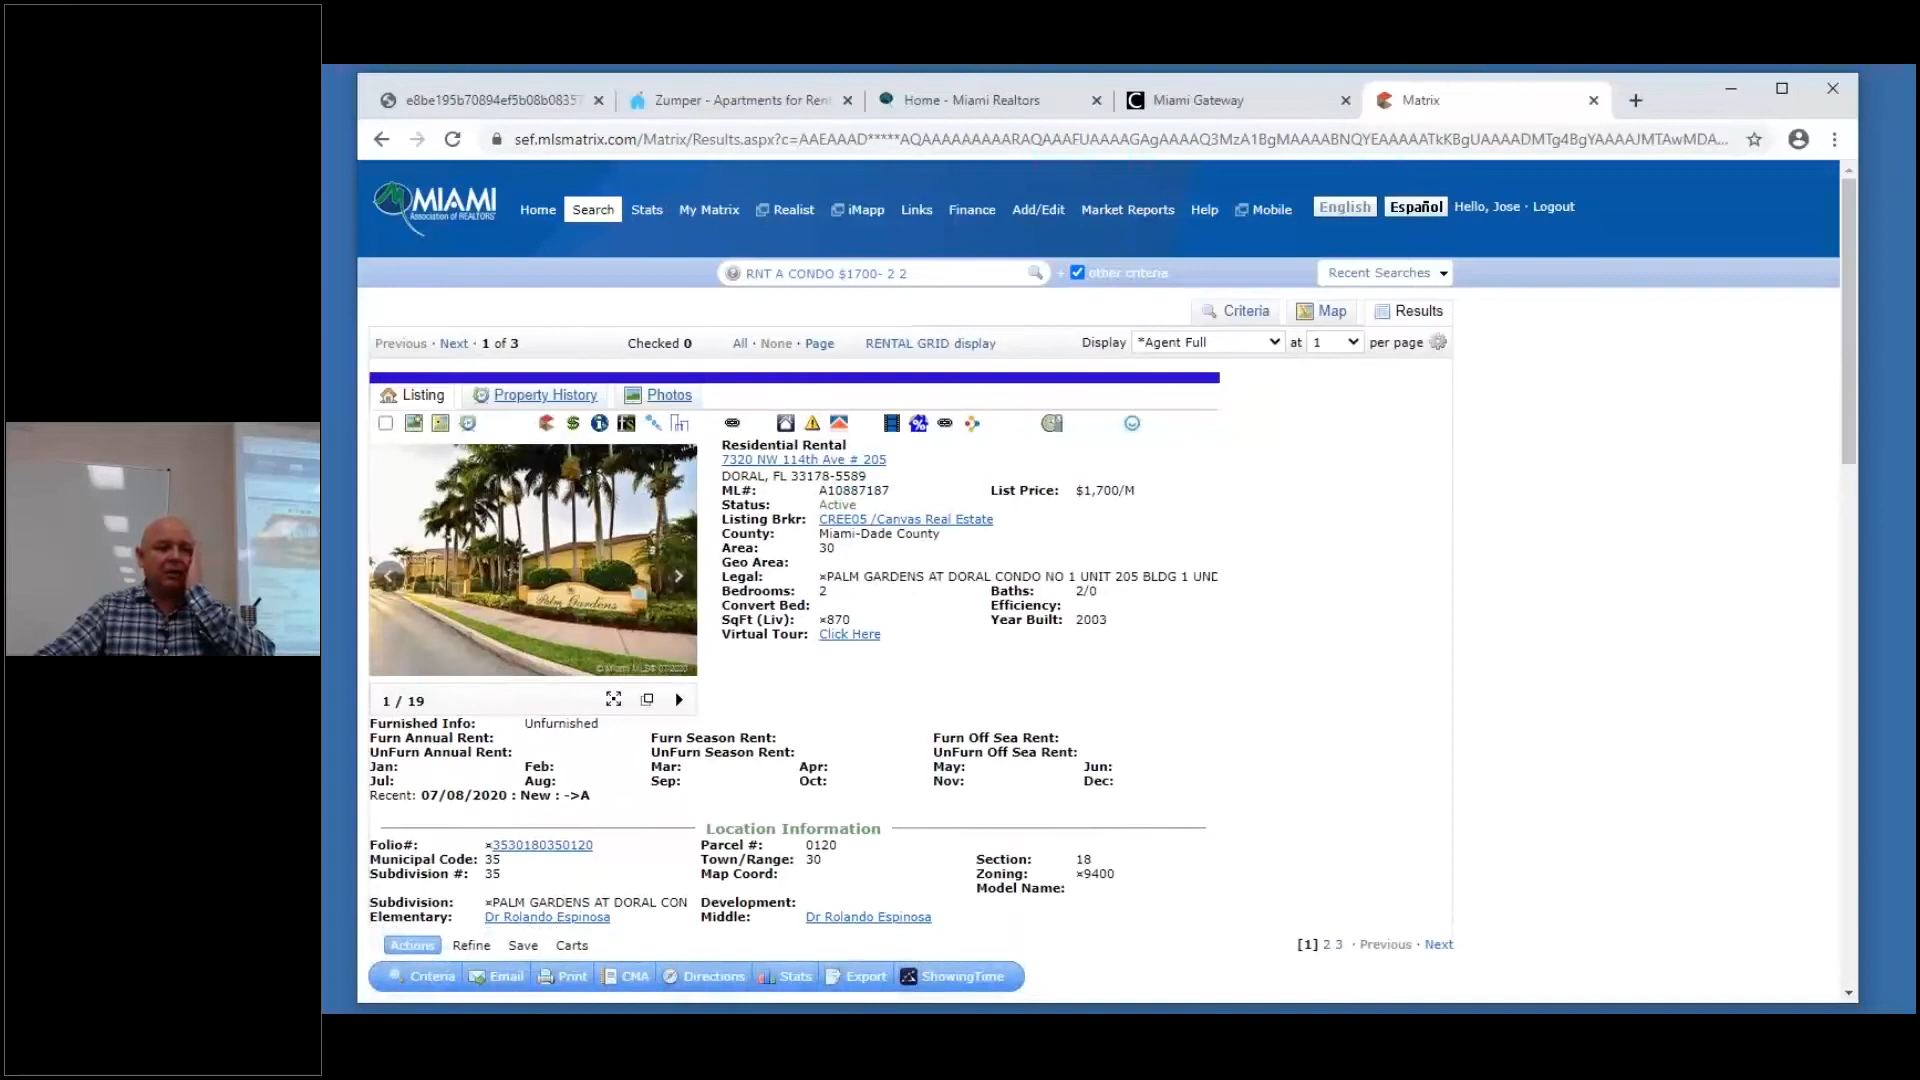 e8be195b70894ef5b08b0835
Zumper - Apartments for Ren
Home - Miami Realtors
Miami Gateway
Matrix
sef.mlsmatrix.com/Matrix/Results.aspx?c=AAEAAAD*****AQAAAAAAAAARAQAAAFUAAAAGAgAAAAQ3MzA1BgMAAAABNQYEAAAAATkKBgUAAAADMTg4BgYAAAAJMTAwMDA...
MIAMI
Association of REALTORS
Home Search Stats My Matrix Realist iMapp Links Finance Add/Edit Market Reports Help Mobile English Español Hello, Jose · Logout
RNT A CONDO $1700- 2 2
+ other criteria
Recent Searches
Criteria Map Results
Previous · Next · 1 of 3 Checked 0 All · None · Page RENTAL GRID display Display *Agent Full at 1 per page
Listing Property History Photos
Residential Rental
7320 NW 114th Ave # 205
DORAL, FL 33178-5589
ML#: A10887187 List Price: $1,700/M
Status: Active
Listing Brkr: CREE05 /Canvas Real Estate
County: Miami-Dade County
Area: 30
Geo Area:
Legal: ¤PALM GARDENS AT DORAL CONDO NO 1 UNIT 205 BLDG 1 UND
Bedrooms: 2 Baths: 2/0
Convert Bed: Efficiency:
SqFt (Liv): ¤870 Year Built: 2003
Virtual Tour: Click Here
Palm Gardens
© Miami MLS® 07/2020
1 / 19
Furnished Info: Unfurnished
Furn Annual Rent: Furn Season Rent: Furn Off Sea Rent:
UnFurn Annual Rent: UnFurn Season Rent: UnFurn Off Sea Rent:
Jan: Feb: Mar: Apr: May: Jun:
Jul: Aug: Sep: Oct: Nov: Dec:
Recent: 07/08/2020 : New : ->A
Location Information
Folio#: ¤3530180350120 Parcel #: 0120
Municipal Code: 35 Town/Range: 30 Section: 18
Subdivision #: 35 Map Coord: Zoning: ¤9400
Model Name:
Subdivision: ¤PALM GARDENS AT DORAL CON Development:
Elementary: Dr Rolando Espinosa Middle: Dr Rolando Espinosa
Actions Refine Save Carts
[1] 2 3 · Previous · Next
Criteria Email Print CMA Directions Stats Export ShowingTime